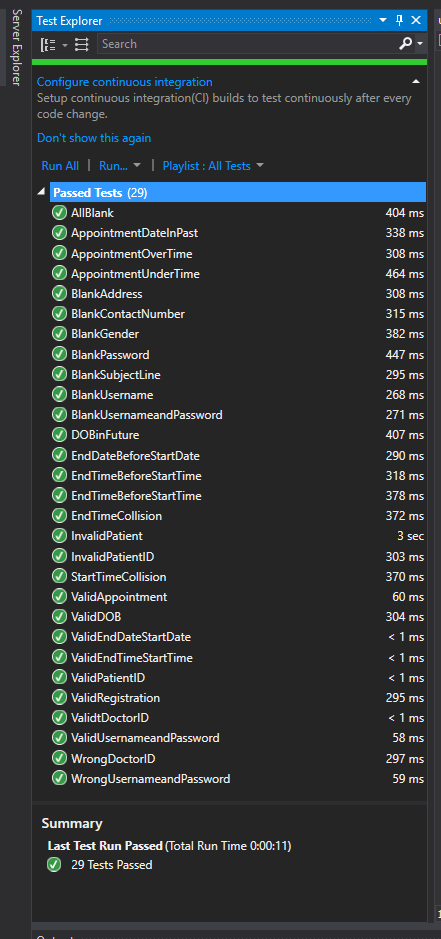 Server Explorer
Test Explorer
Search
Configure continuous integration
Setup continuous integration(CI) builds to test continuously after every
code change.
Don't show this again
Run All | Run... | Playlist : All Tests
Passed Tests (29)
AllBlank 404 ms
AppointmentDateInPast 338 ms
AppointmentOverTime 308 ms
AppointmentUnderTime 464 ms
BlankAddress 308 ms
BlankContactNumber 315 ms
BlankGender 382 ms
BlankPassword 447 ms
BlankSubjectLine 295 ms
BlankUsername 268 ms
BlankUsernameandPassword 271 ms
DOBinFuture 407 ms
EndDateBeforeStartDate 290 ms
EndTimeBeforeStartTime 318 ms
EndTimeBeforeStartTime 378 ms
EndTimeCollision 372 ms
InvalidPatient 3 sec
InvalidPatientID 303 ms
StartTimeCollision 370 ms
ValidAppointment 60 ms
ValidDOB 304 ms
ValidEndDateStartDate < 1 ms
ValidEndTimeStartTime < 1 ms
ValidPatientID < 1 ms
ValidRegistration 295 ms
ValidtDoctorID < 1 ms
ValidUsernameandPassword 58 ms
WrongDoctorID 297 ms
WrongUsernameandPassword 59 ms
Summary
Last Test Run Passed (Total Run Time 0:00:11)
29 Tests Passed